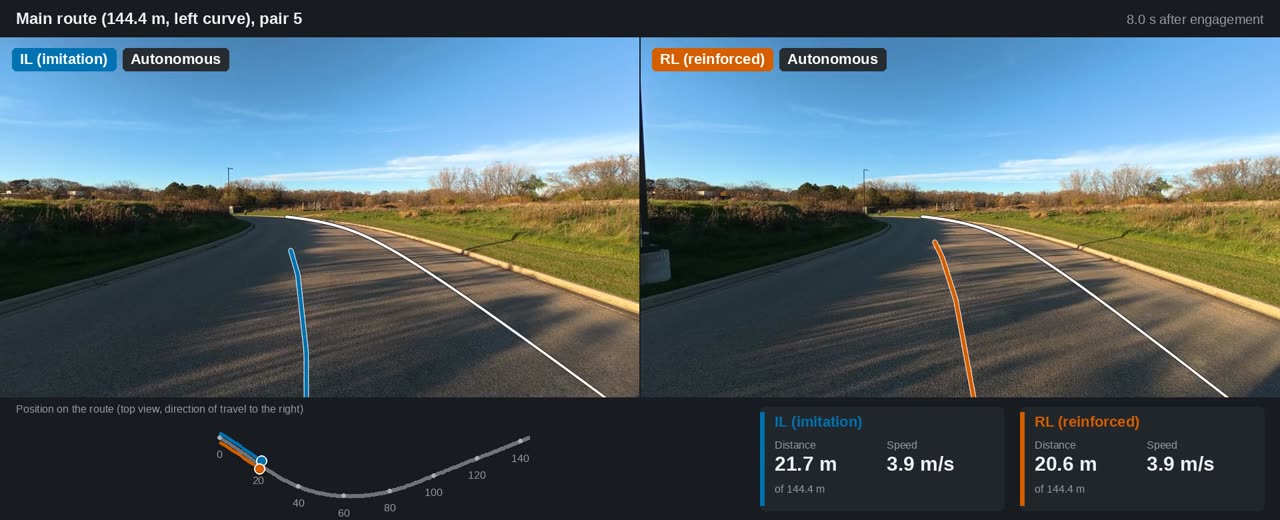 Main route (144.4 m, left curve), pair 5
8.0 s after engagement
IL (imitation) Autonomous
RL (reinforced) Autonomous
Position on the route (top view, direction of travel to the right)
0
20
40
60
80
100
120
140
IL (imitation)
Distance Speed
21.7 m 3.9 m/s
of 144.4 m
RL (reinforced)
Distance Speed
20.6 m 3.9 m/s
of 144.4 m